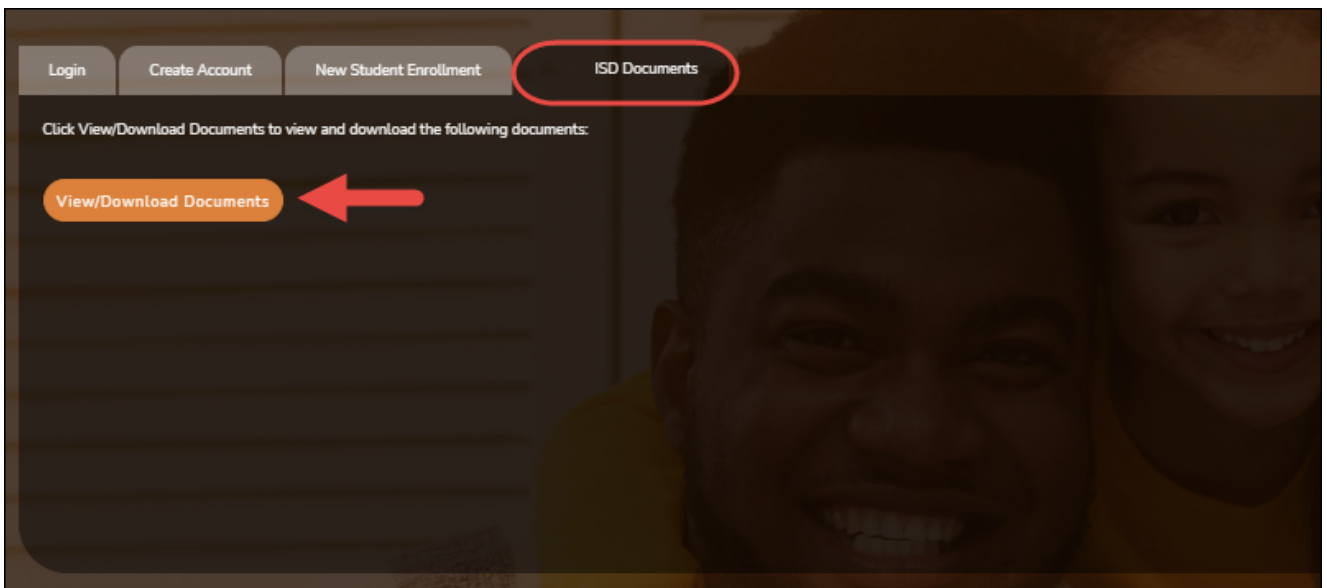 Login Create Account New Student Enrollment ISD Documents
Click View/Download Documents to view and download the following documents:
View/Download Documents